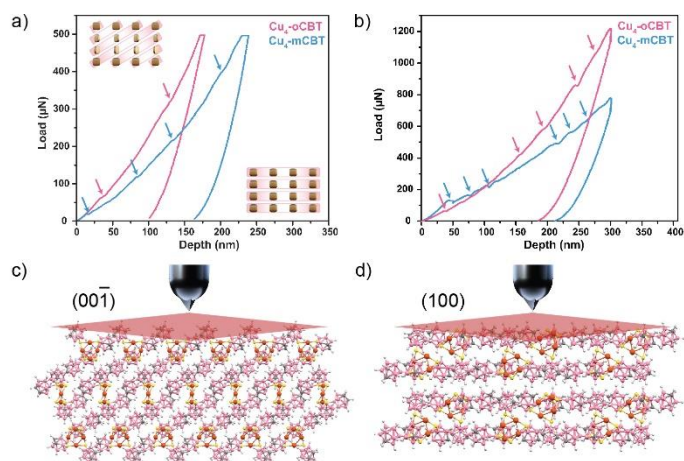 a)
Cu4-oCBT
Cu4-mCBT
500
400
300
200
100
0
Load (µN)
0 50 100 150 200 250 300 350
Depth (nm)
b)
Cu4-oCBT
Cu4-mCBT
1200
1000
800
600
400
200
0
Load (µN)
0 50 100 150 200 250 300 350 400
Depth (nm)
c)
(001̄)
d)
(100)